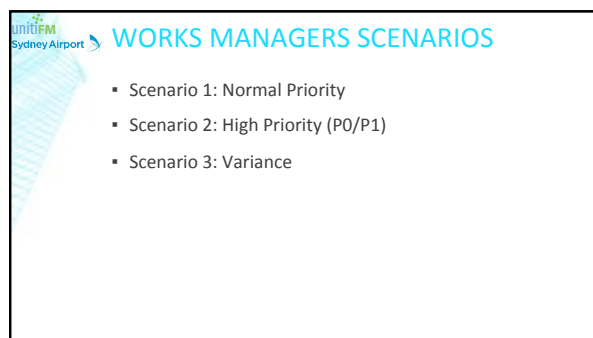 unitiFM
Sydney Airport
WORKS MANAGERS SCENARIOS
▪ Scenario 1: Normal Priority
▪ Scenario 2: High Priority (P0/P1)
▪ Scenario 3: Variance